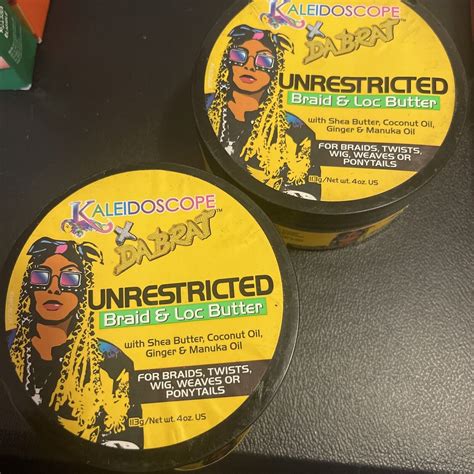 KALEIDOSCOPE
X
DA BRAT™
UNRESTRICTED
Braid & Loc Butter
with Shea Butter, Coconut Oil,
Ginger & Manuka Oil
FOR BRAIDS, TWISTS,
WIG, WEAVES OR
PONYTAILS
113g/Net wt. 4oz. US
KALEIDOSCOPE
X
DA BRAT™
UNRESTRICTED
Braid & Loc Butter
with Shea Butter, Coconut Oil,
Ginger & Manuka Oil
FOR BRAIDS, TWISTS,
WIG, WEAVES OR
PONYTAILS
113g/Net wt. 4oz. US